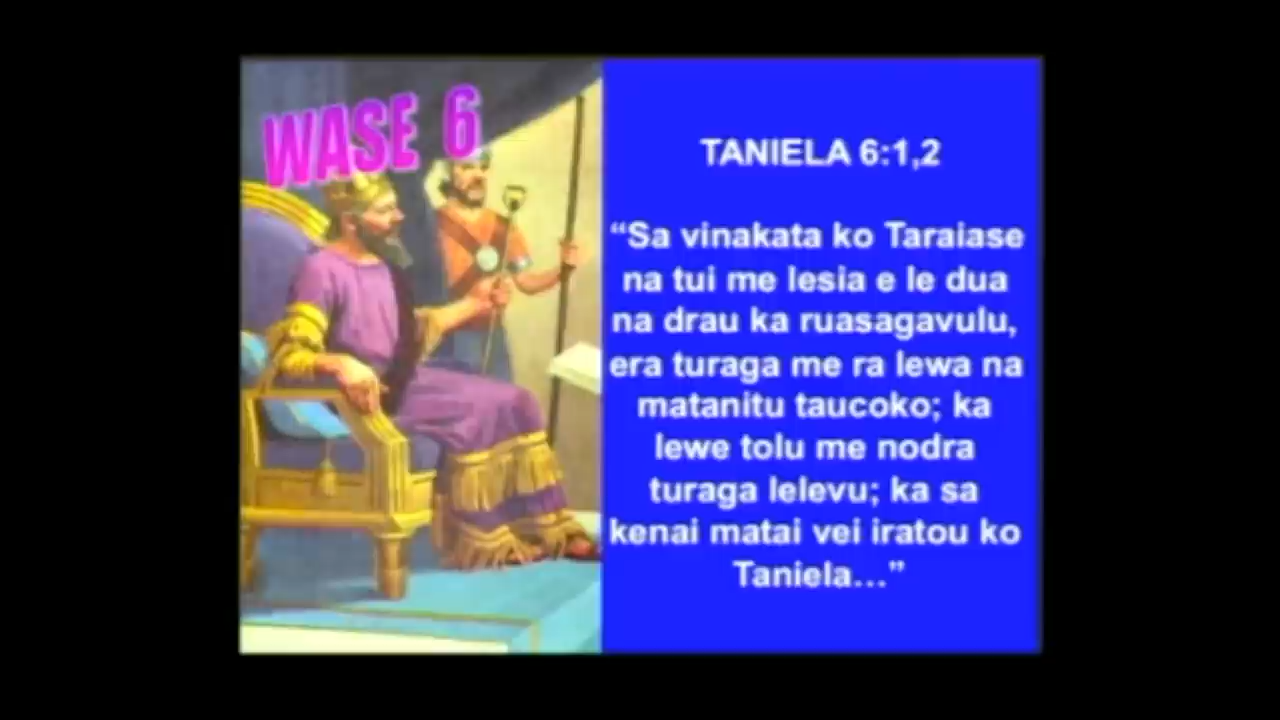 WASE 6
TANIELA 6:1,2
“Sa vinakata ko Taraiase
na tui me lesia e le dua
na drau ka ruasagavulu,
era turaga me ra lewa na
matanitu taucoko; ka
lewe tolu me nodra
turaga lelevu; ka sa
kenai matai vei iratou ko
Taniela...”